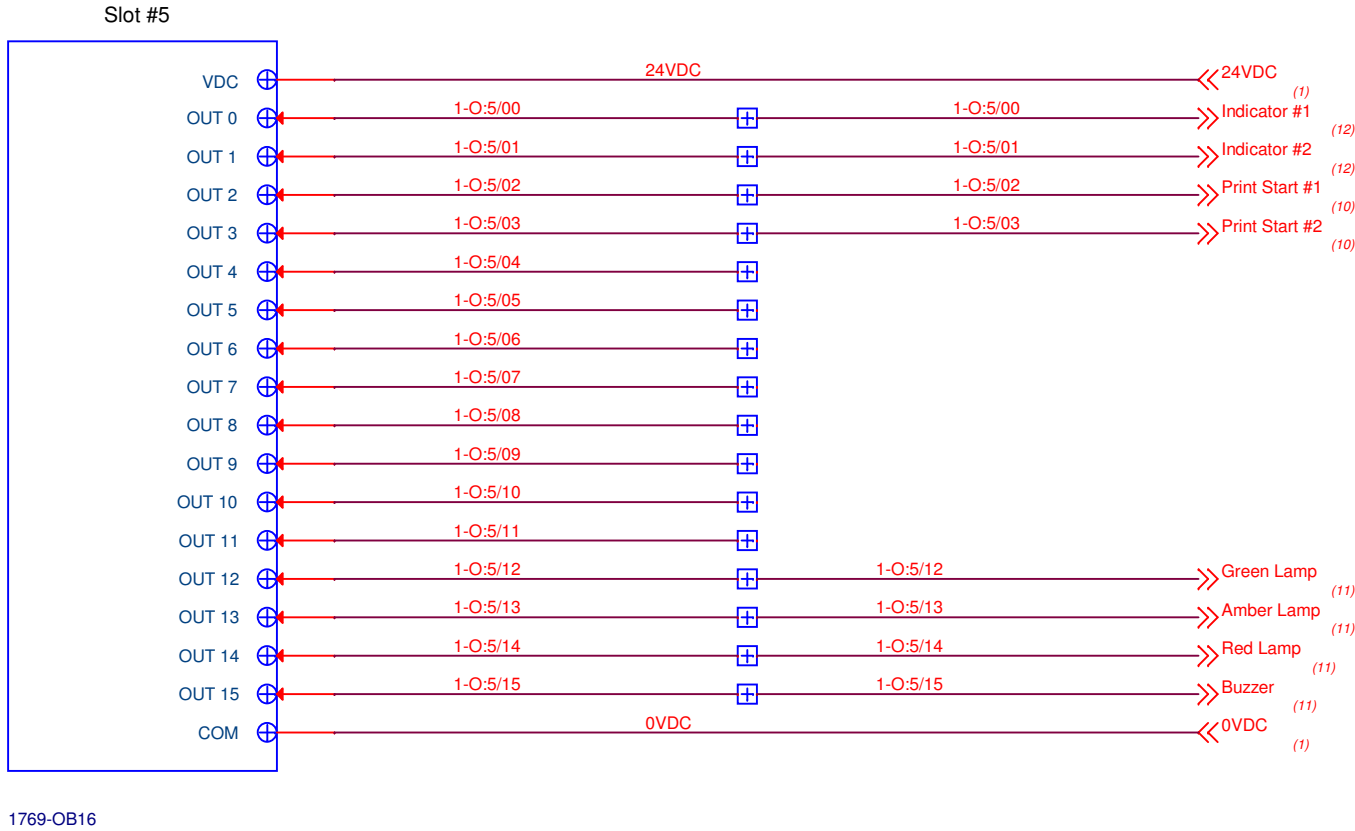 Slot #5
VDC 24VDC 24VDC (1)
OUT 0 1-O:5/00 1-O:5/00 Indicator #1 (12)
OUT 1 1-O:5/01 1-O:5/01 Indicator #2 (12)
OUT 2 1-O:5/02 1-O:5/02 Print Start #1 (10)
OUT 3 1-O:5/03 1-O:5/03 Print Start #2 (10)
OUT 4 1-O:5/04
OUT 5 1-O:5/05
OUT 6 1-O:5/06
OUT 7 1-O:5/07
OUT 8 1-O:5/08
OUT 9 1-O:5/09
OUT 10 1-O:5/10
OUT 11 1-O:5/11
OUT 12 1-O:5/12 1-O:5/12 Green Lamp (11)
OUT 13 1-O:5/13 1-O:5/13 Amber Lamp (11)
OUT 14 1-O:5/14 1-O:5/14 Red Lamp (11)
OUT 15 1-O:5/15 1-O:5/15 Buzzer (11)
COM 0VDC 0VDC (1)
1769-OB16